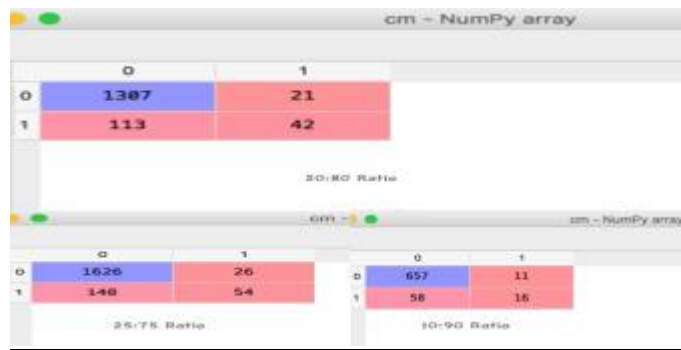 cm - NumPy array
0 1
0 1307 21
1 113 42
20:80 Ratio
cm -
0 1
0 1626 26
1 148 54
25:75 Ratio
cm - NumPy array
0 1
0 657 11
1 58 16
10:90 Ratio